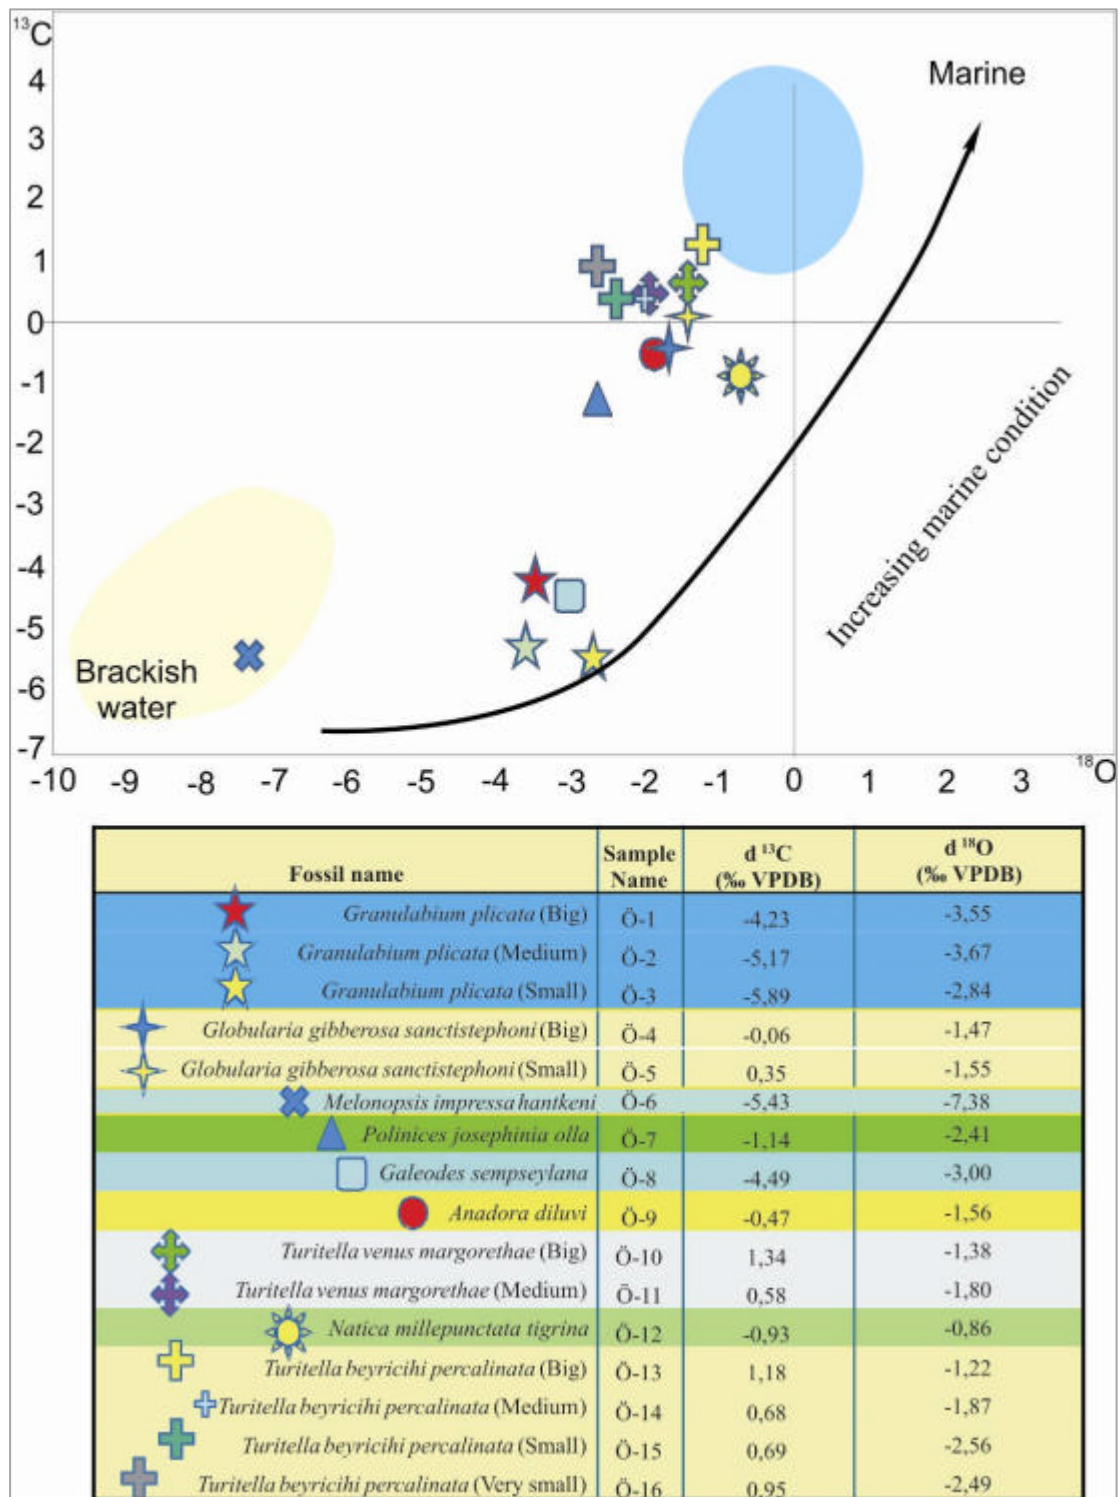 13C
4
3
2
1
0
-1
-2
-3
-4
-5
-6
-7
Marine
Increasing marine condition
Brackish
water
-10 -9 -8 -7 -6 -5 -4 -3 -2 -1 0 1 2 3 18O
Fossil name Sample Name d 13C (‰ VPDB) d 18O (‰ VPDB)
Granulabium plicata (Big) Ö-1 -4,23 -3,55
Granulabium plicata (Medium) Ö-2 -5,17 -3,67
Granulabium plicata (Small) Ö-3 -5,89 -2,84
Globularia gibberosa sanctistephoni (Big) Ö-4 -0,06 -1,47
Globularia gibberosa sanctistephoni (Small) Ö-5 0,35 -1,55
Melonopsis impressa hantkeni Ö-6 -5,43 -7,38
Polinices josephinia olla Ö-7 -1,14 -2,41
Galeodes sempseylana Ö-8 -4,49 -3,00
Anadora diluvi Ö-9 -0,47 -1,56
Turitella venus margorethae (Big) Ö-10 1,34 -1,38
Turitella venus margorethae (Medium) Ö-11 0,58 -1,80
Natica millepunctata tigrina Ö-12 -0,93 -0,86
Turitella beyricihi percalinata (Big) Ö-13 1,18 -1,22
Turitella beyricihi percalinata (Medium) Ö-14 0,68 -1,87
Turitella beyricihi percalinata (Small) Ö-15 0,69 -2,56
Turitella beyricihi percalinata (Very small) Ö-16 0,95 -2,49